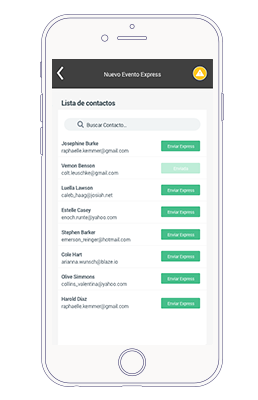 Nuevo Evento Express
Lista de contactos
Buscar Contacto...
Josephine Burke
raphaelle.kemmer@gmail.com
Enviar Express
Vernon Benson
colt.leuschke@gmail.com
Luella Lawson
caleb_haag@josiah.net
Enviar Express
Estelle Casey
enoch.runte@yahoo.com
Enviar Express
Stephen Barker
emerson_reinger@hotmail.com
Enviar Express
Cole Hart
arianna.wunsch@blaze.io
Enviar Express
Olive Simmons
collins_valentina@yahoo.com
Enviar Express
Harold Diaz
raphaelle.kemmer@gmail.com
Enviar Express